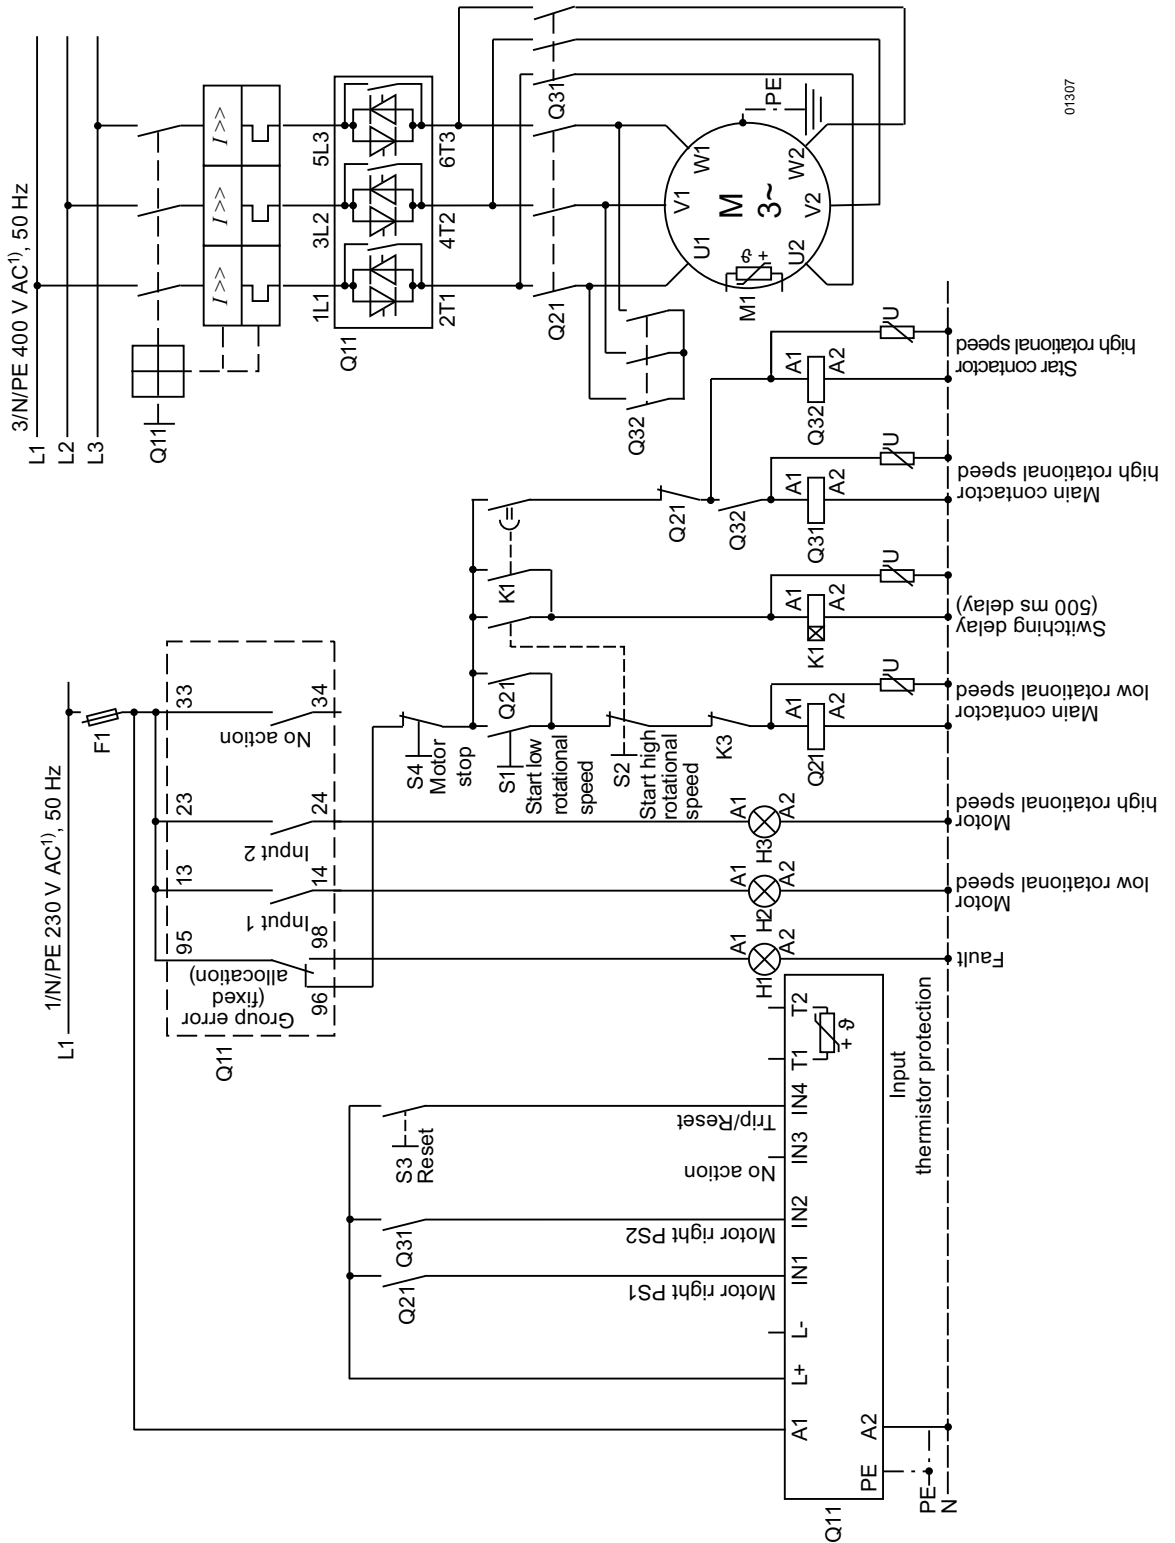 3/N/PE 400 V AC1), 50 Hz
L1
L2
L3
Q11
I >>
I >>
I >>
1L1
3L2
5L3
Q11
2T1
4T2
6T3
Q21
Q31
Q32
U1
V1
W1
M
3~
PE
M1
+ ϑ
U2
V2
W2
01307
1/N/PE 230 V AC1), 50 Hz
L1
F1
Q11
95
13
23
33
Group error
(fixed
allocation)
Input 1
Input 2
No action
96
98
14
24
34
S4
Motor
stop
S1
Start low
rotational
speed
Q21
S2
Start high
rotational
speed
K3
K1
Q21
Q32
S3
Reset
Q21
Q31
Motor right PS1
Motor right PS2
No action
Trip/Reset
A1
L+
L-
IN1
IN2
IN3
IN4
T1
T2
+ ϑ
Q11
PE
A2
PE
N
Input
thermistor protection
H1
A1
A2
H2
A1
A2
H3
A1
A2
Q21
A1
A2
U
K1
A1
A2
U
Q31
A1
A2
U
Q32
A1
A2
U
Fault
Motor
low rotational speed
Motor
high rotational speed
Main contactor
low rotational speed
Switching delay
(500 ms delay)
Main contactor
high rotational speed
Star contactor
high rotational speed